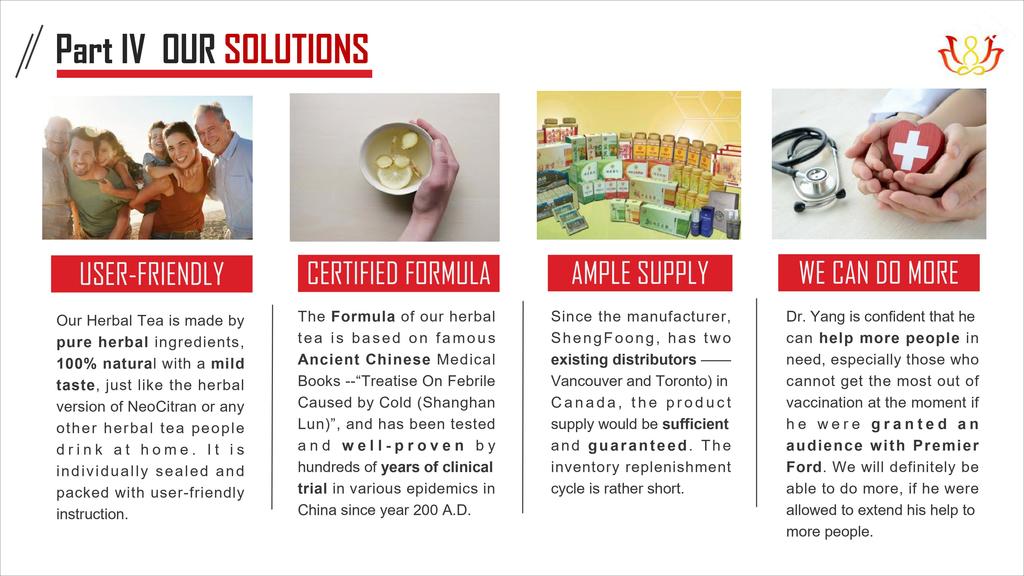 Part IV OUR SOLUTIONS
USER-FRIENDLY
Our Herbal Tea is made by
pure herbal ingredients,
100% natural with a mild
taste, just like the herbal
version of NeoCitran or any
other herbal tea people
drink at home. It is
individually sealed and
packed with user-friendly
instruction.
CERTIFIED FORMULA
The Formula of our herbal
tea is based on famous
Ancient Chinese Medical
Books --“Treatise On Febrile
Caused by Cold (Shanghan
Lun)”, and has been tested
and well-proven by
hundreds of years of clinical
trial in various epidemics in
China since year 200 A.D.
AMPLE SUPPLY
Since the manufacturer,
ShengFoong, has two
existing distributors ——
Vancouver and Toronto) in
Canada, the product
supply would be sufficient
and guaranteed. The
inventory replenishment
cycle is rather short.
WE CAN DO MORE
Dr. Yang is confident that he
can help more people in
need, especially those who
cannot get the most out of
vaccination at the moment if
he were granted an
audience with Premier
Ford. We will definitely be
able to do more, if he were
allowed to extend his help to
more people.